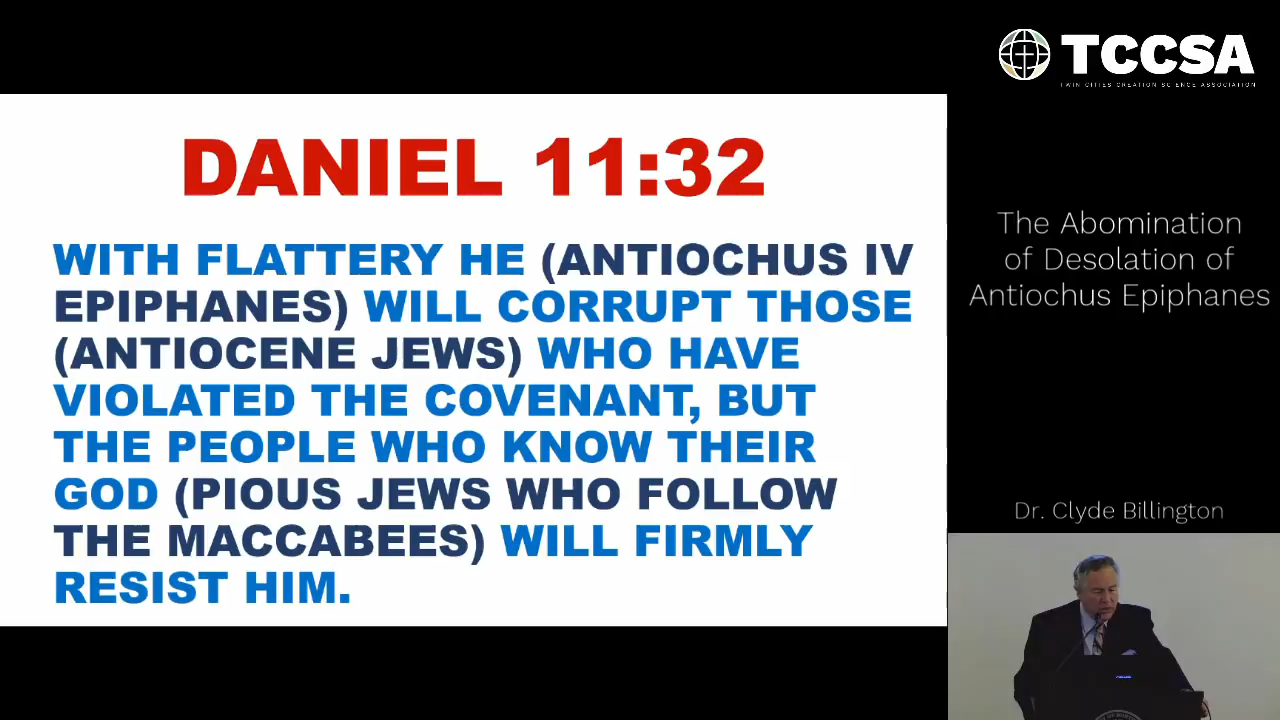 TCCSA
TWIN CITIES CREATION SCIENCE ASSOCIATION
DANIEL 11:32
WITH FLATTERY HE (ANTIOCHUS IV
EPIPHANES) WILL CORRUPT THOSE
(ANTIOCENE JEWS) WHO HAVE
VIOLATED THE COVENANT, BUT
THE PEOPLE WHO KNOW THEIR
GOD (PIOUS JEWS WHO FOLLOW
THE MACCABEES) WILL FIRMLY
RESIST HIM.
The Abomination
of Desolation of
Antiochus Epiphanes
Dr. Clyde Billington